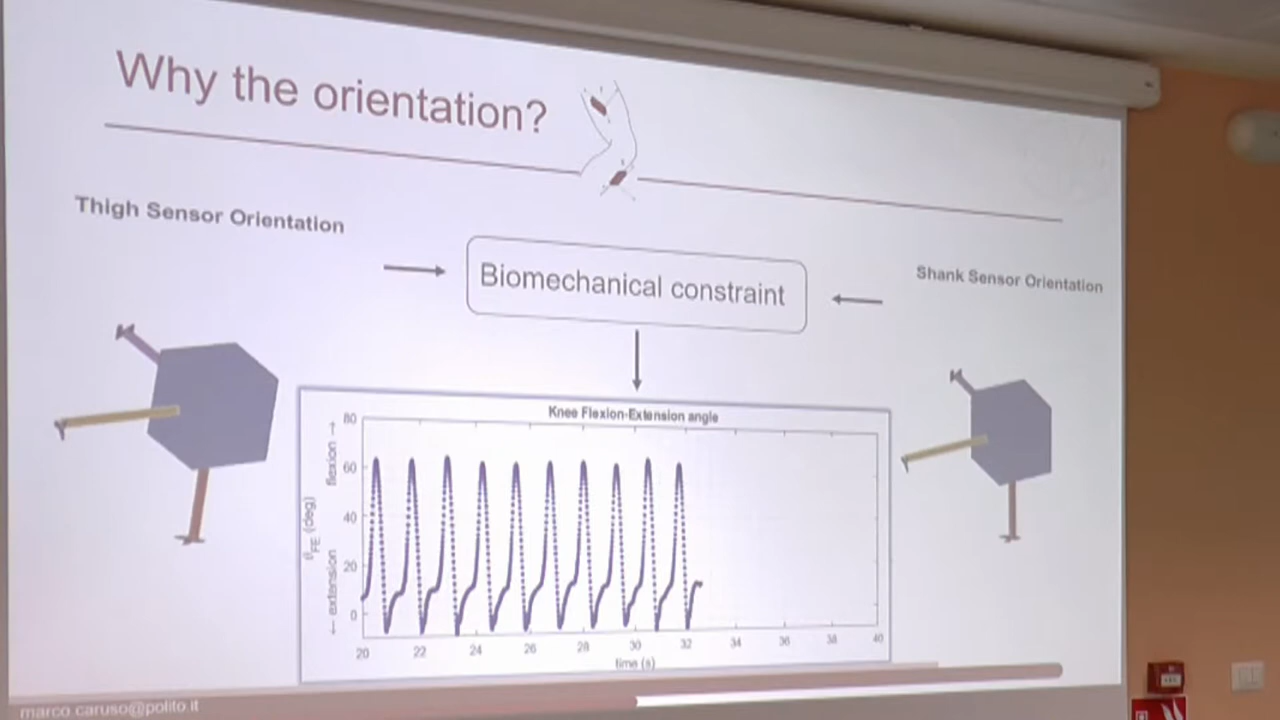 Why the orientation?
Thigh Sensor Orientation
Biomechanical constraint
Shank Sensor Orientation
Knee Flexion-Extension angle
← extension flexion →
θFE (deg)
80
60
40
20
0
20 22 24 26 28 30 32 34 36 38 40
time (s)
marco.caruso@polito.it